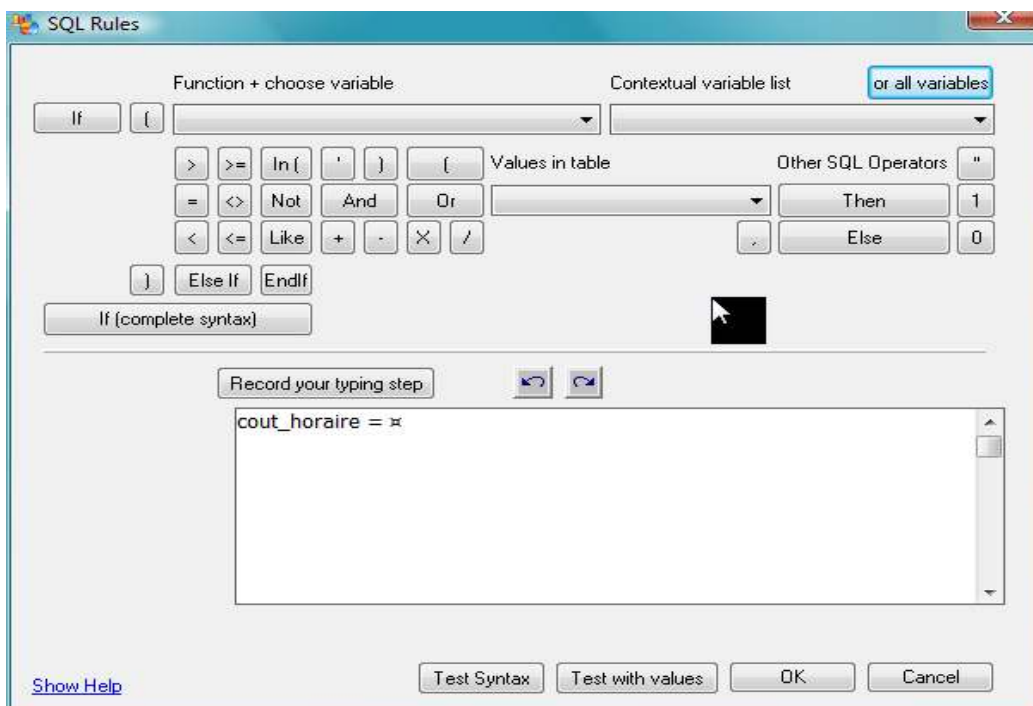 SQL Rules
Function + choose variable Contextual variable list or all variables
If (
> >= In ( ' ) ( Values in table Other SQL Operators "
= <> Not And Or Then 1
< <= Like + - X / , Else 0
) Else If EndIf
If (complete syntax)
Record your typing step
cout_horaire = ¤
Show Help Test Syntax Test with values OK Cancel